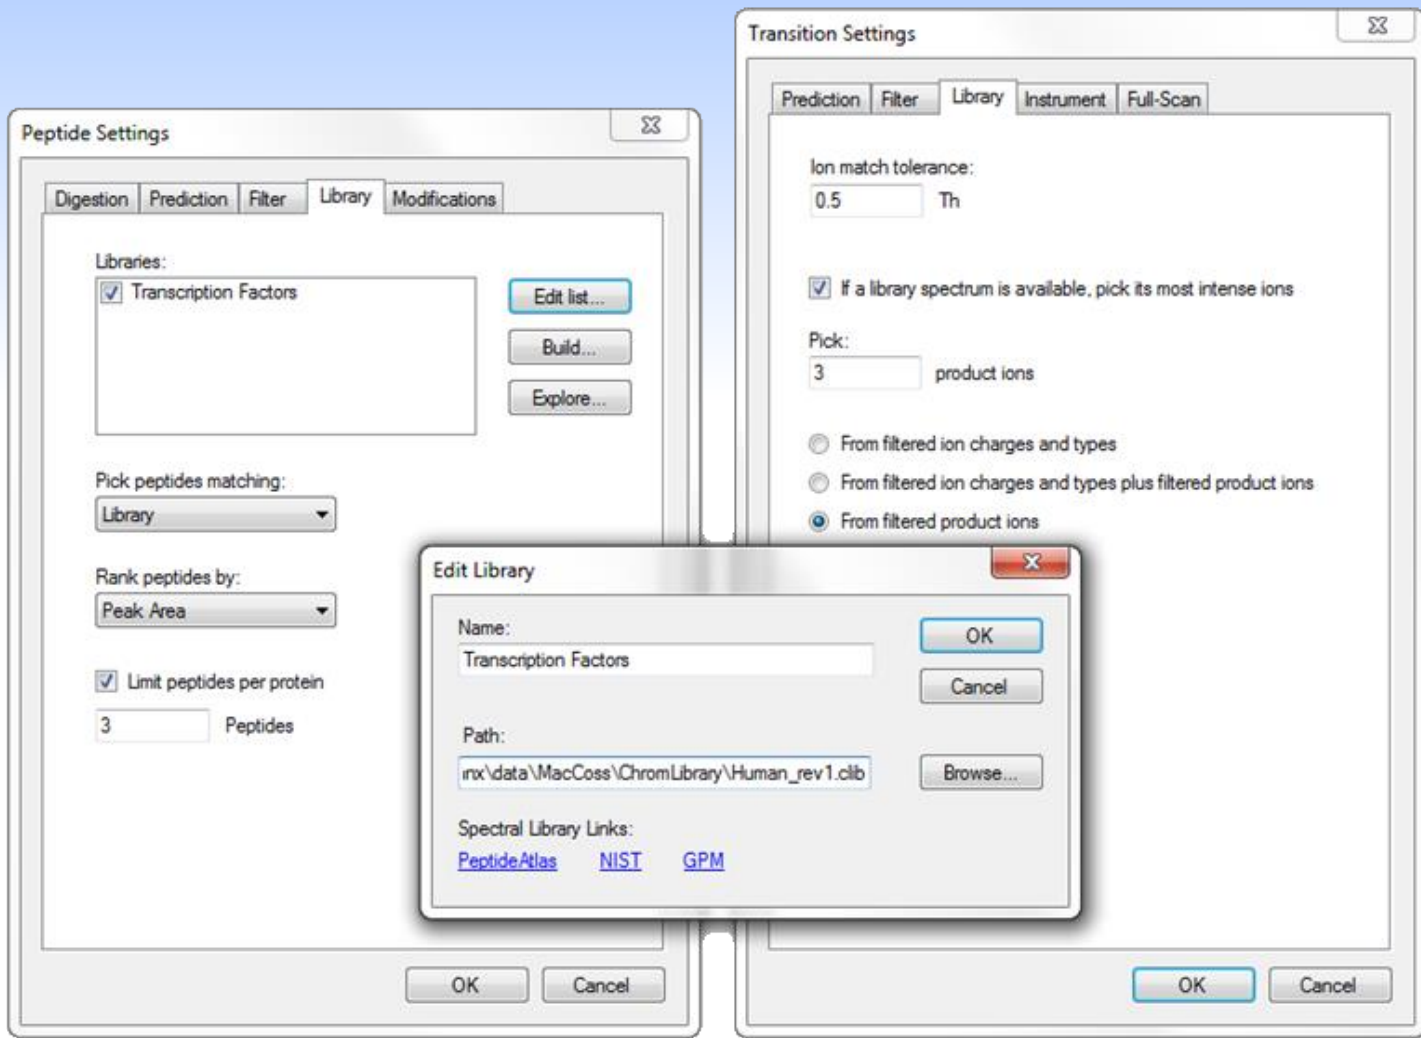 Peptide Settings
Digestion Prediction Filter Library Modifications
Libraries:
Transcription Factors
Edit list...
Build...
Explore...
Pick peptides matching:
Library
Rank peptides by:
Peak Area
Limit peptides per protein
3 Peptides
OK Cancel
Transition Settings
Prediction Filter Library Instrument Full-Scan
Ion match tolerance:
0.5 Th
If a library spectrum is available, pick its most intense ions
Pick:
3 product ions
From filtered ion charges and types
From filtered ion charges and types plus filtered product ions
From filtered product ions
OK Cancel
Edit Library
Name:
Transcription Factors
OK
Cancel
Path:
\data\MacCoss\ChromLibrary\Human_rev1.clib
Browse...
Spectral Library Links:
PeptideAtlas NIST GPM